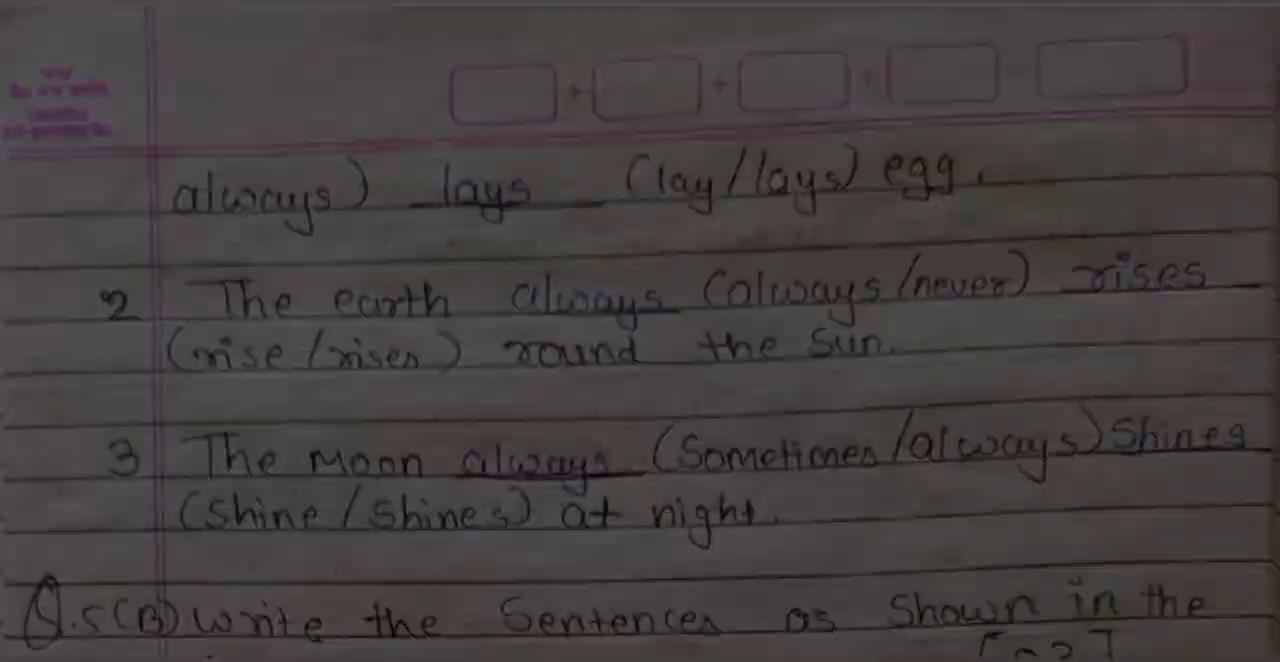 always) lays (lay/lays) egg.
2 The earth always (always/never) rises
(rise/rises) round the sun.
3 The Moon always (Sometimes/always) Shines
(Shine/Shines) at night.
Q.5(B) Write the Sentences as Shown in the